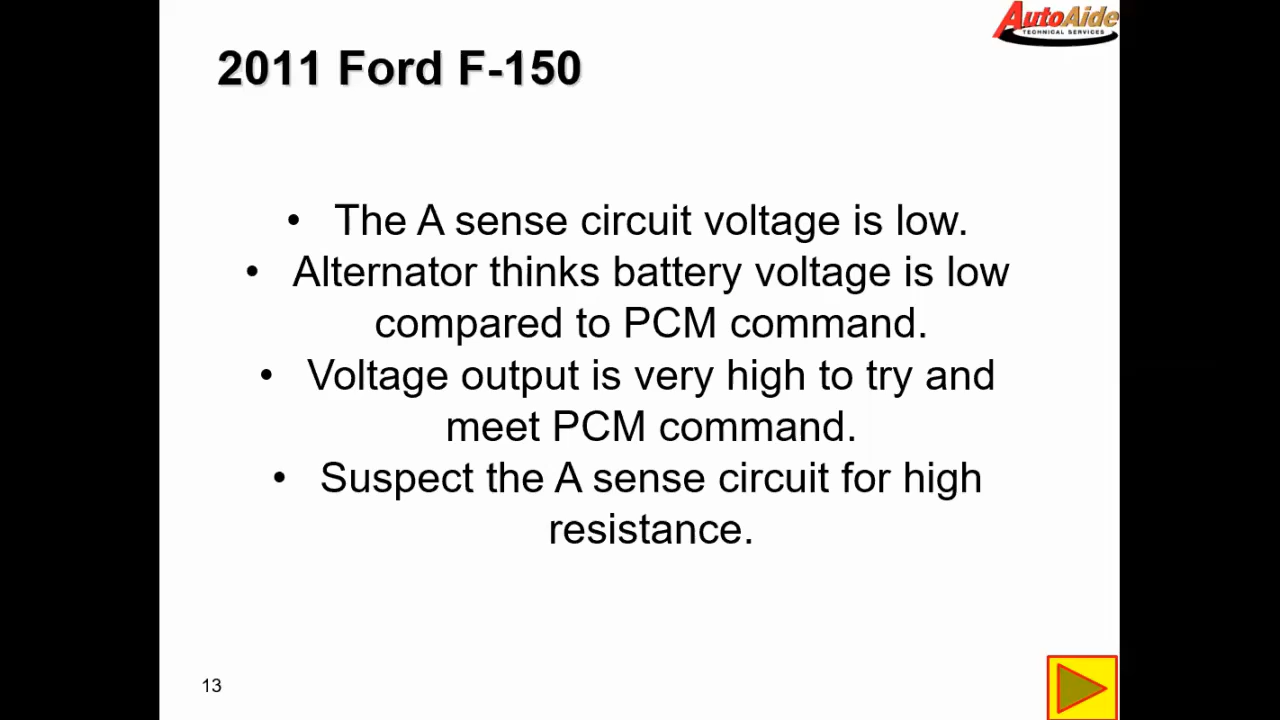 AutoAide
TECHNICAL SERVICES
2011 Ford F-150
• The A sense circuit voltage is low.
• Alternator thinks battery voltage is low
compared to PCM command.
• Voltage output is very high to try and
meet PCM command.
• Suspect the A sense circuit for high
resistance.
13